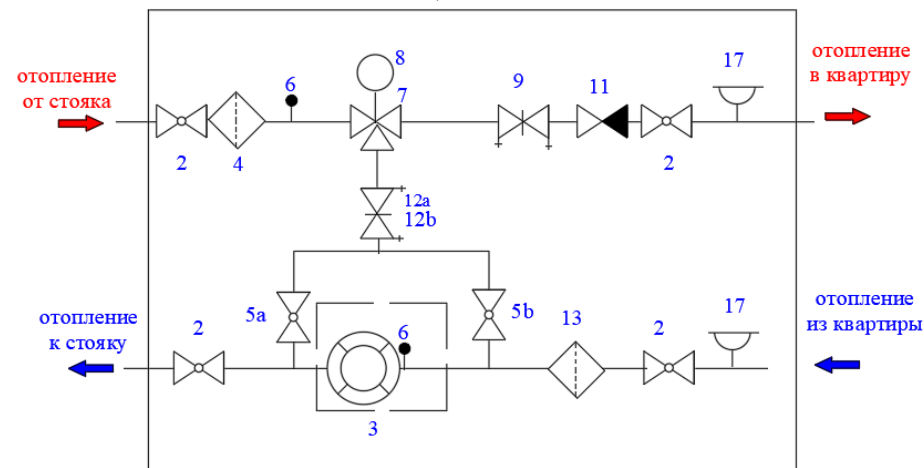 8
17
отопление
в квартиру
отопление
от стояка
6
7
9
11
2
4
2
12a
12b
отопление
к стояку
2
5a
6
5b
13
2
17
отопление
из квартиры
3